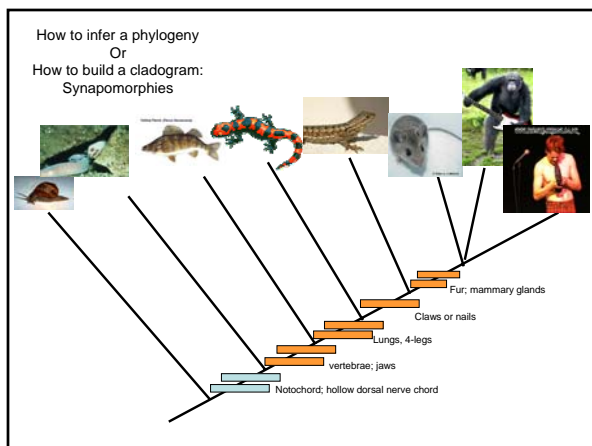 How to infer a phylogeny
Or
How to build a cladogram:
Synapomorphies
Fur; mammary glands
Claws or nails
Lungs, 4-legs
vertebrae; jaws
Notochord; hollow dorsal nerve chord